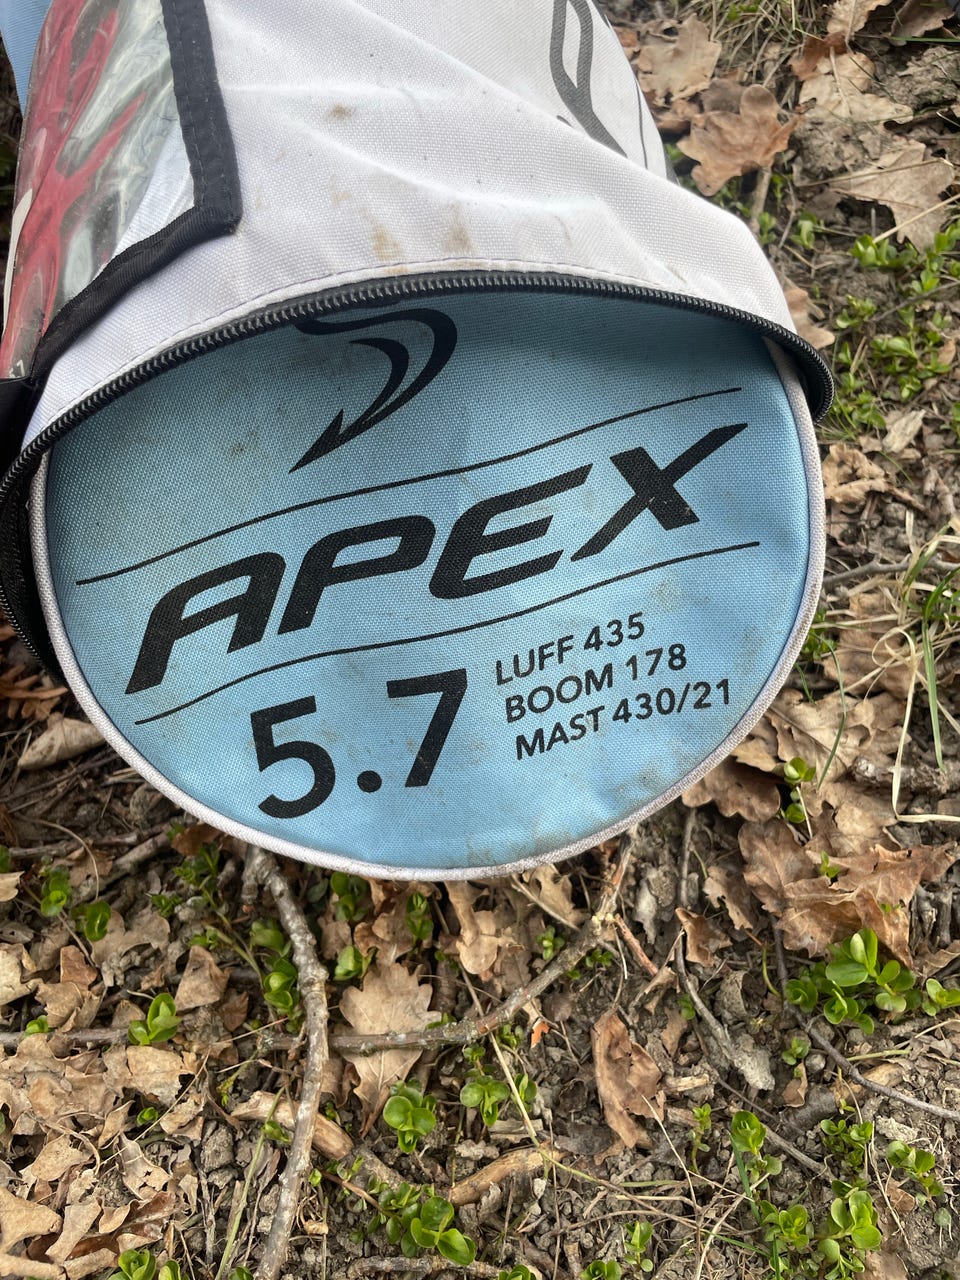 APEX
5.7
LUFF 435
BOOM 178
MAST 430/21